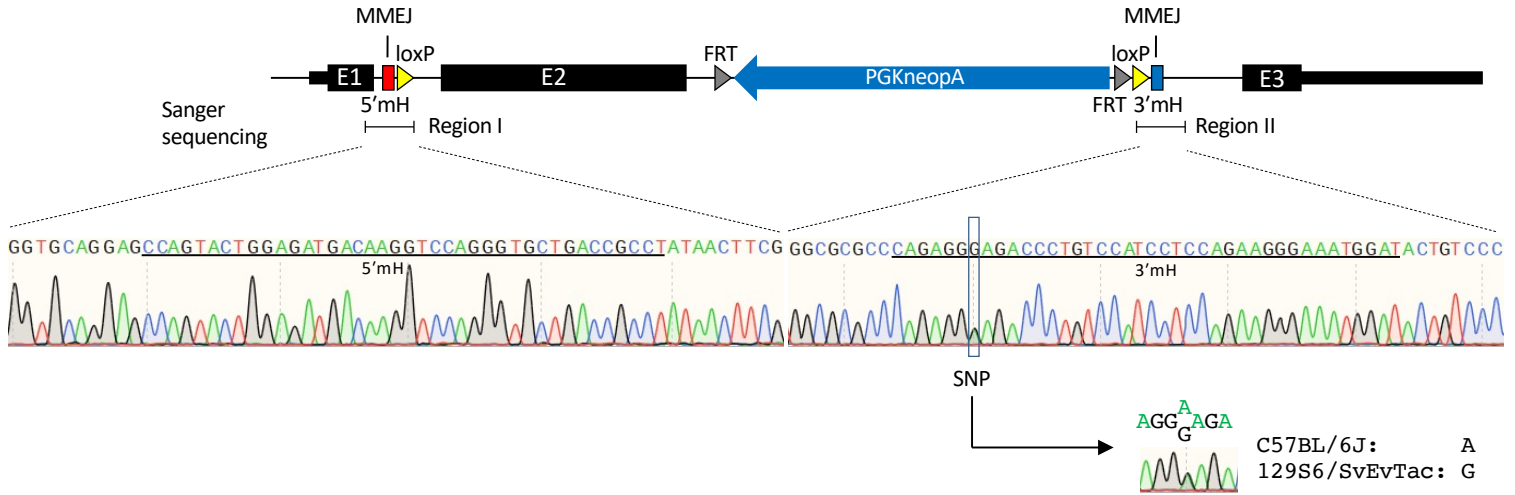 MMEJ
MMEJ
loxP
FRT
loxP
E1
E2
PGKneopA
E3
5’mH
FRT 3’mH
Sanger sequencing
Region I
Region II
GGTGCAGGAGCCAGTACTGGAGATGACAAGGTCCAGGGTGCTGACCGCCTATAACTTCG
GGCGCGCCCAGAGGGAGACCCTGTCCATCCTCCAGAAGGGAAATGGATACTGTCCC
5’mH
3’mH
SNP
A
AGG AGA
G
C57BL/6J: A
129S6/SvEvTac: G